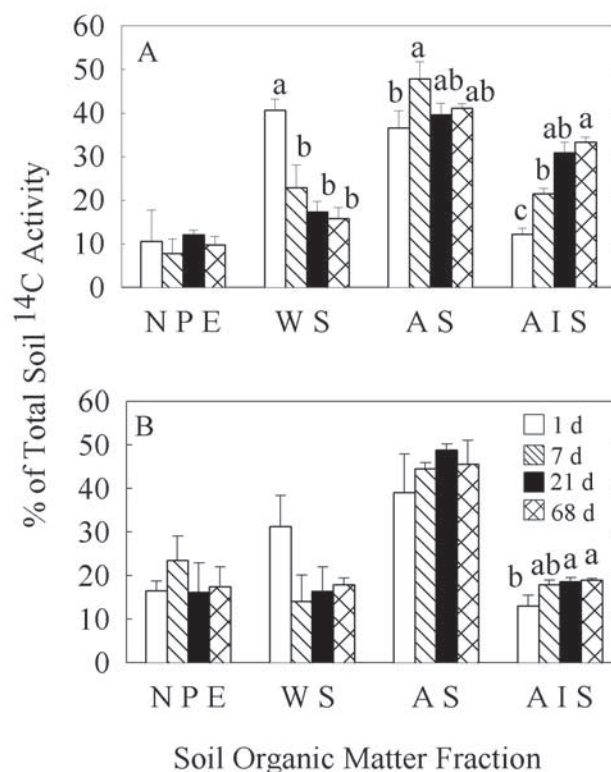 % of Total Soil ¹⁴C Activity
A
60
50
40
30
20
10
0
a
b
b
b
b
a
ab
ab
c
b
ab
a
N P E
W S
A S
A I S
B
60
50
40
30
20
10
0
1 d
7 d
21 d
68 d
b
ab
a
a
N P E
W S
A S
A I S
Soil Organic Matter Fraction